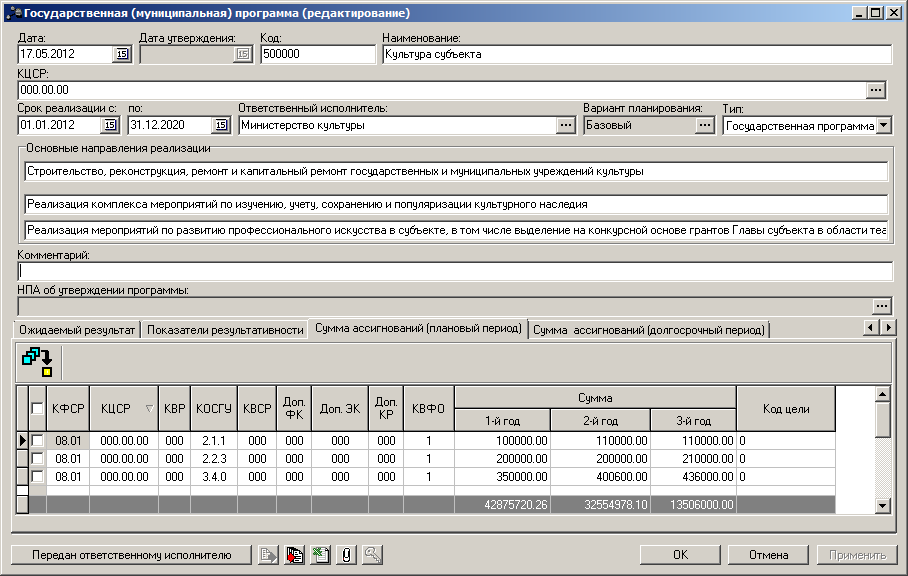 Государственная (муниципальная) программа (редактирование)
Дата: Дата утверждения: Код: Наименование:
17.05.2012 15 15 500000 Культура субъекта
КЦСР:
000.00.00 ...
Срок реализации с: по: Ответственный исполнитель: Вариант планирования: Тип:
01.01.2012 15 31.12.2020 15 Министерство культуры ... Базовый ... Государственная программа
Основные направления реализации
Строительство, реконструкция, ремонт и капитальный ремонт государственных и муниципальных учреждений культуры
Реализация комплекса мероприятий по изучению, учету, сохранению и популяризации культурного наследия
Реализация мероприятий по развитию профессионального искусства в субъекте, в том числе выделение на конкурсной основе грантов Главы субъекта в области теа
Комментарий:
НПА об утверждении программы:
...
Ожидаемый результат Показатели результативности Сумма ассигнований (плановый период) Сумма ассигнований (долгосрочный период)
КФСР КЦСР КВР КОСГУ КВСР Доп. ФК Доп. ЭК Доп. КР КВФО Сумма Код цели
1-й год 2-й год 3-й год
08.01 000.00.00 000 2.1.1 000 000 000 000 1 100000.00 110000.00 110000.00 0
08.01 000.00.00 000 2.2.3 000 000 000 000 1 200000.00 200000.00 210000.00 0
08.01 000.00.00 000 3.4.0 000 000 000 000 1 350000.00 400600.00 436000.00 0
42875720.26 32554978.10 13506000.00
Передан ответственному исполнителю OK Отмена Применить